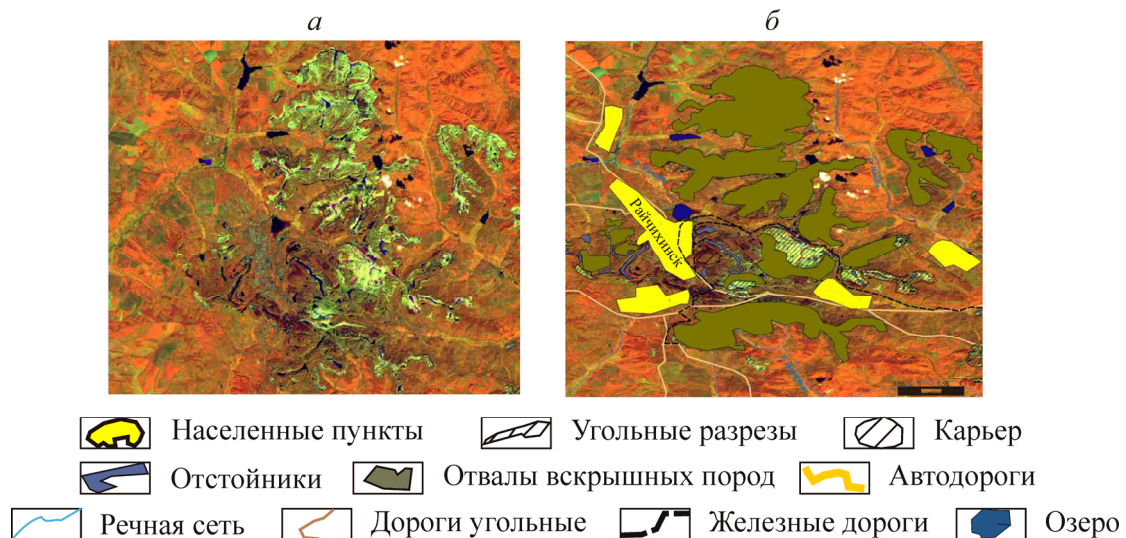 а б
Райчихинск
Населенные пункты Угольные разрезы Карьер
Отстойники Отвалы вскрышных пород Автодороги
Речная сеть Дороги угольные Железные дороги Озеро